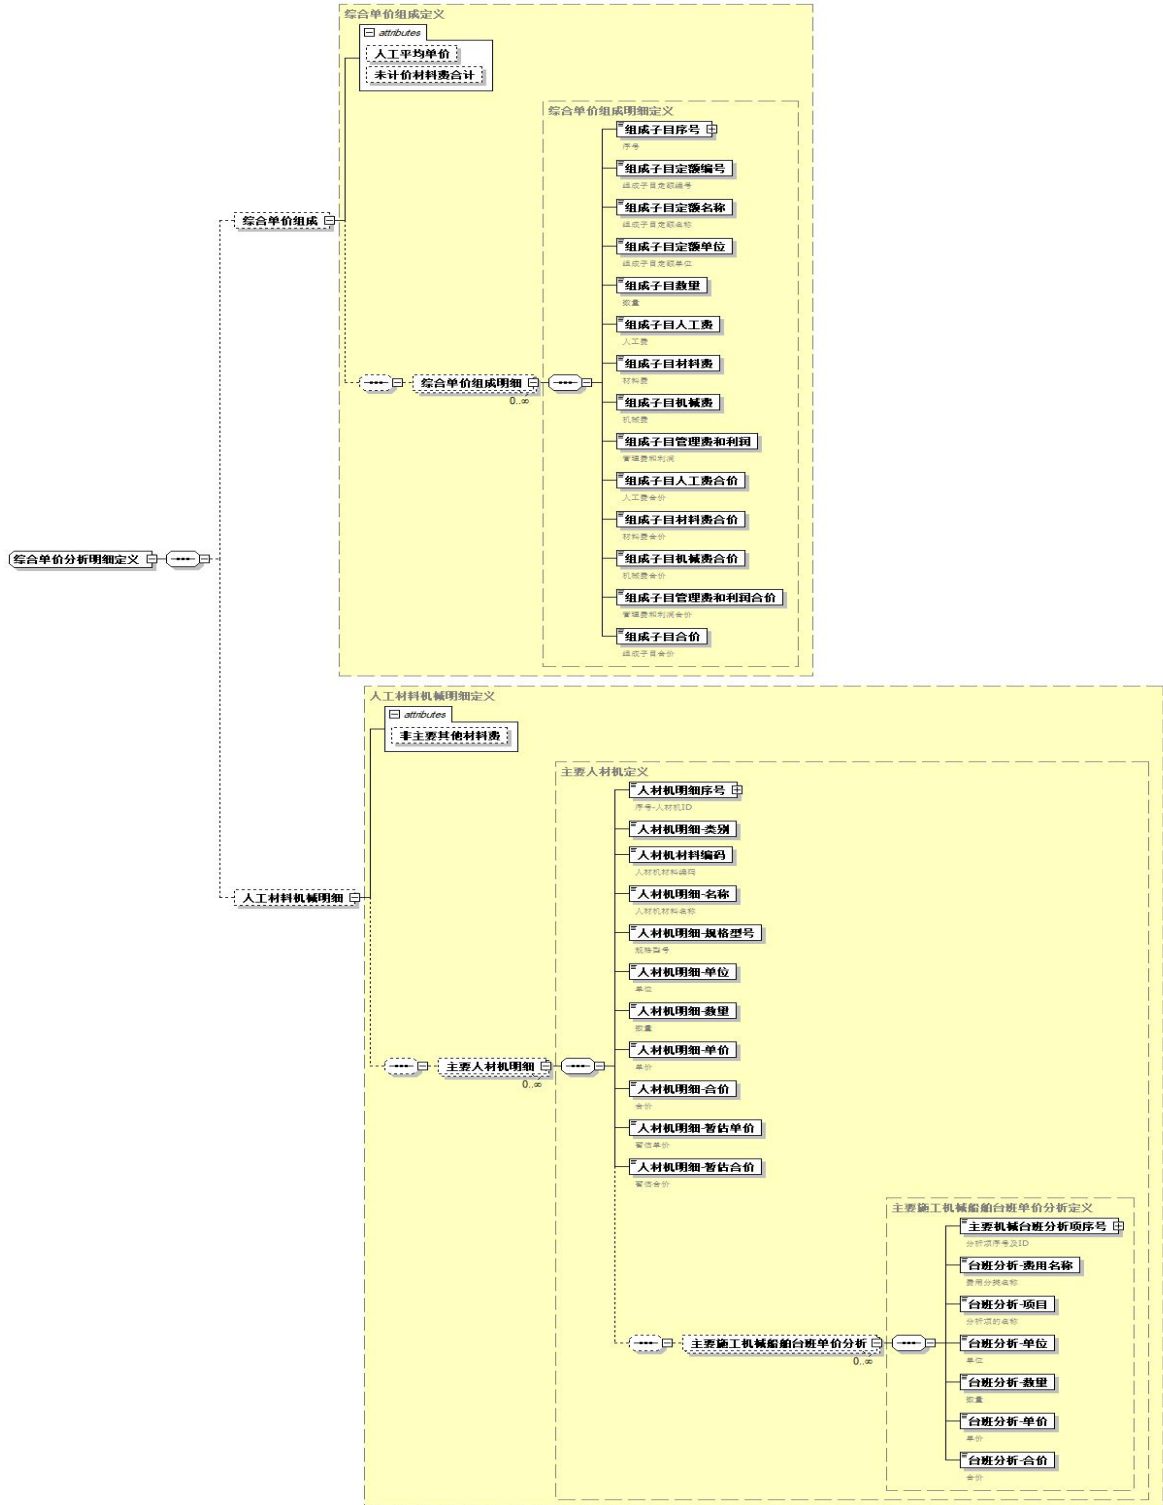 综合单价组成定义
attributes
人工平均单价
未计价材料费合计
综合单价组成明细定义
组成子目序号
序号
组成子目定额编号
组成子目定额编号
组成子目定额名称
组成子目定额名称
综合单价组成
组成子目定额单位
组成子目定额单位
组成子目数量
数量
组成子目人工费
人工费
组成子目材料费
材料费
综合单价组成明细
0..∞
组成子目机械费
机械费
组成子目管理费和利润
管理费和利润
组成子目人工费合价
人工费合价
组成子目材料费合价
材料费合价
综合单价分析明细定义
组成子目机械费合价
机械费合价
组成子目管理费和利润合价
管理费和利润合价
组成子目合价
组成子目合价
人工材料机械明细定义
attributes
非主要其他材料费
主要人材机定义
人材机明细序号
序号-人材机ID
人材机明细-类别
人材机材料编码
人材机材料编码
人工材料机械明细
人材机明细-名称
人材机材料名称
人材机明细-规格型号
规格型号
人材机明细-单位
单位
人材机明细-数量
数量
人材机明细-单价
单价
主要人材机明细
0..∞
人材机明细-合价
合价
人材机明细-暂估单价
暂估单价
人材机明细-暂估合价
暂估合价
主要施工机械船舶台班单价分析定义
主要机械台班分析项序号
分析项序号及ID
台班分析-费用名称
费用分类名称
台班分析-项目
分析项的名称
主要施工机械船舶台班单价分析
0..∞
台班分析-单位
单位
台班分析-数量
数量
台班分析-单价
单价
台班分析-合价
合价